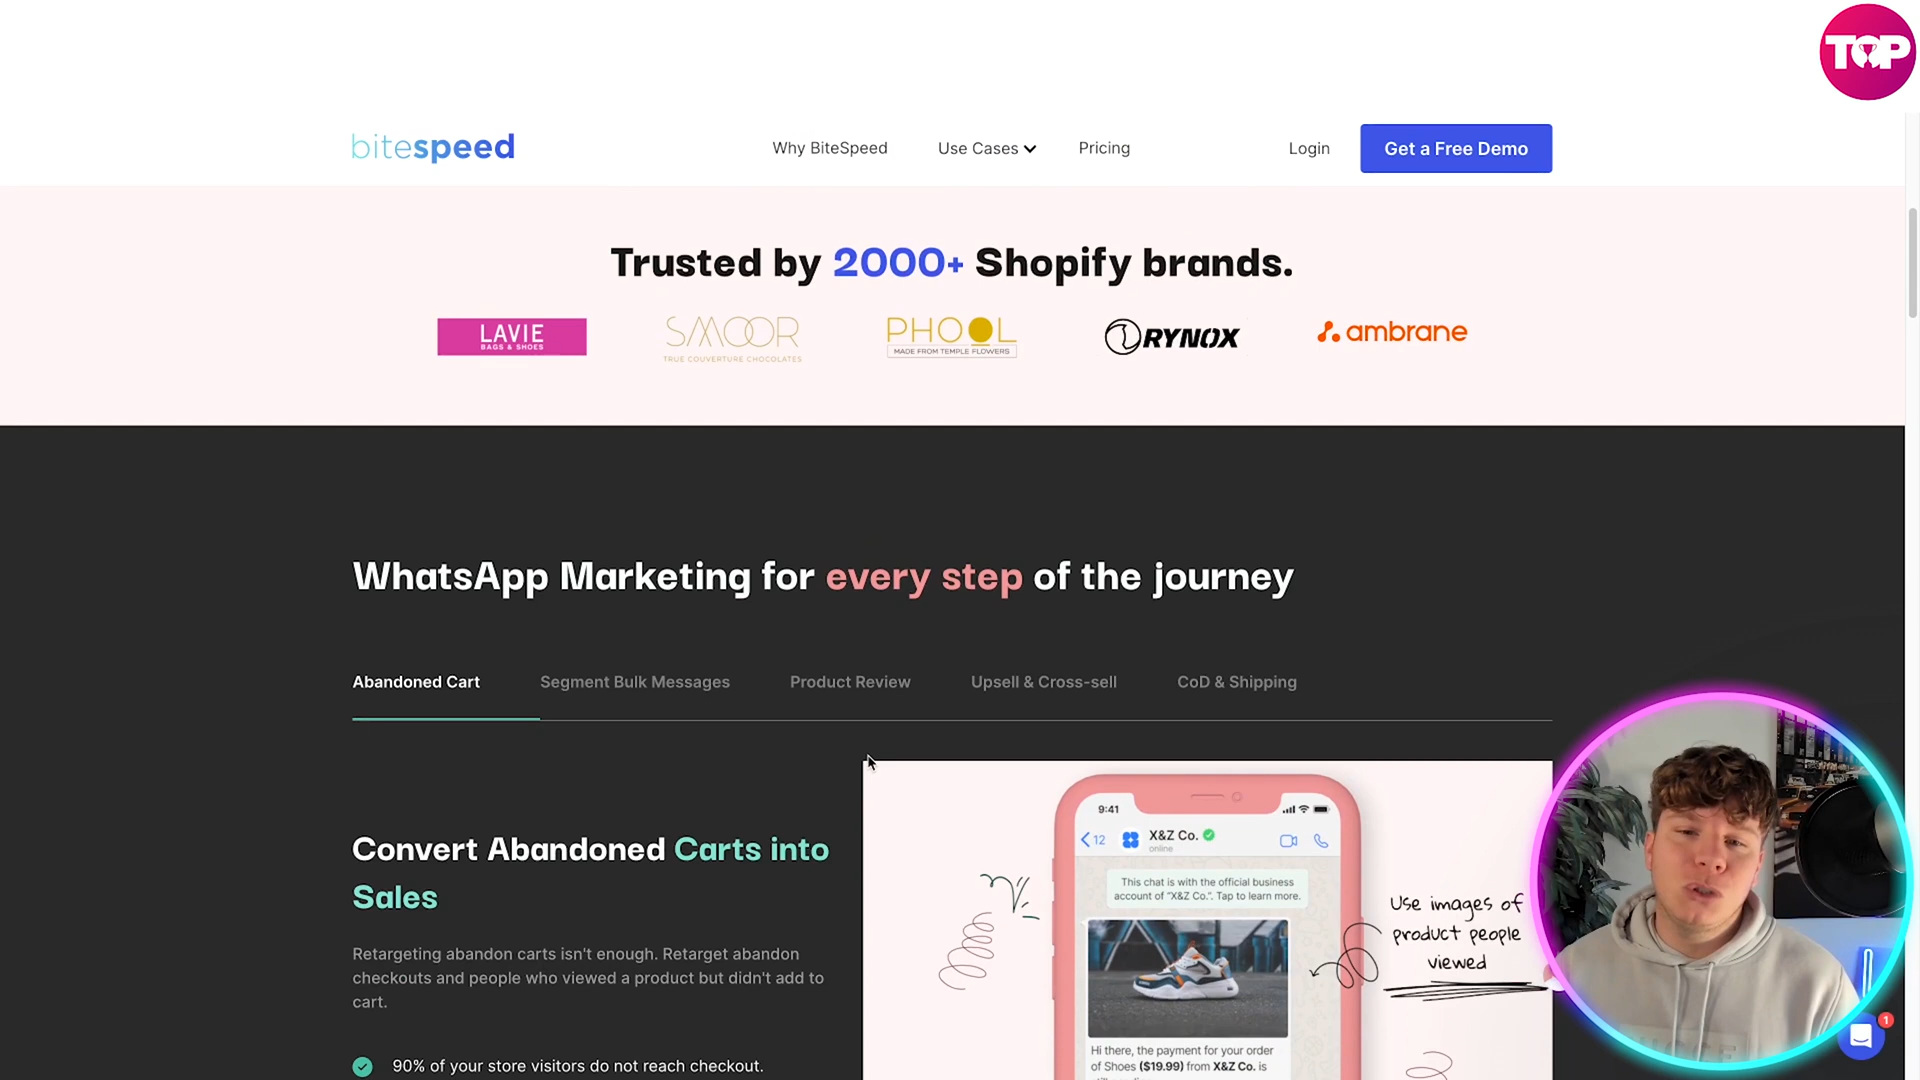 TOP
bitespeed
Why BiteSpeed
Use Cases
Pricing
Login
Get a Free Demo
Trusted by 2000+ Shopify brands.
LAVIE
BAGS & SHOES
SMOOR
TRUE COUVERTURE CHOCOLATES
PHOOL
MADE FROM TEMPLE FLOWERS
RYNOX
ambrane
WhatsApp Marketing for every step of the journey
Abandoned Cart
Segment Bulk Messages
Product Review
Upsell & Cross-sell
CoD & Shipping
Convert Abandoned Carts into
Sales
Retargeting abandon carts isn't enough. Retarget abandon
checkouts and people who viewed a product but didn't add to
cart.
90% of your store visitors do not reach checkout.
9:41
12
X&Z Co.
online
This chat is with the official business
account of "X&Z Co.". Tap to learn more.
Hi there, the payment for your order
of Shoes ($19.99) from X&Z Co. is
Use images of
product people
viewed
1